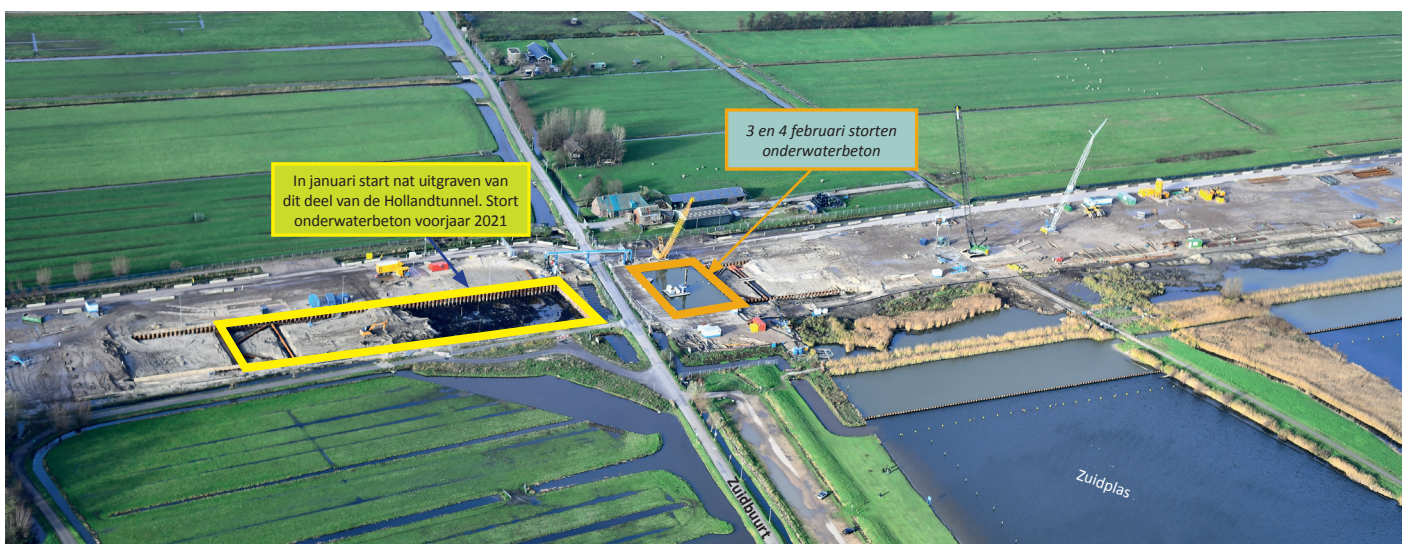 3 en 4 februari storten
onderwaterbeton
In januari start nat uitgraven van
dit deel van de Hollandtunnel. Stort
onderwaterbeton voorjaar 2021
Zuidbuurt
Zuidplas